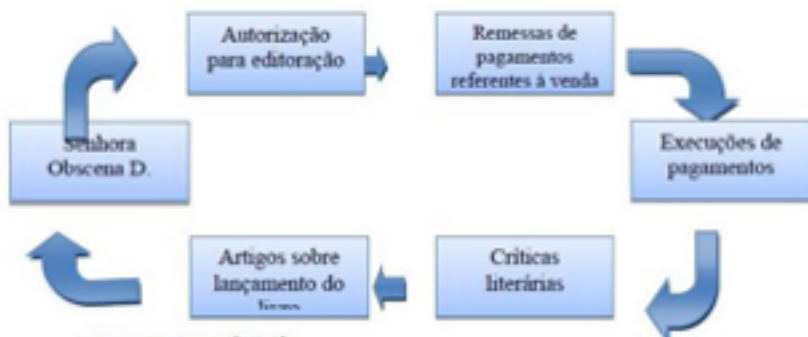 Autorização
para editoração
Remessas de
pagamentos
referentes à venda
Senhora
Obscena D.
Execuções de
pagamentos
Artigos sobre
lançamento do
Críticas
literárias